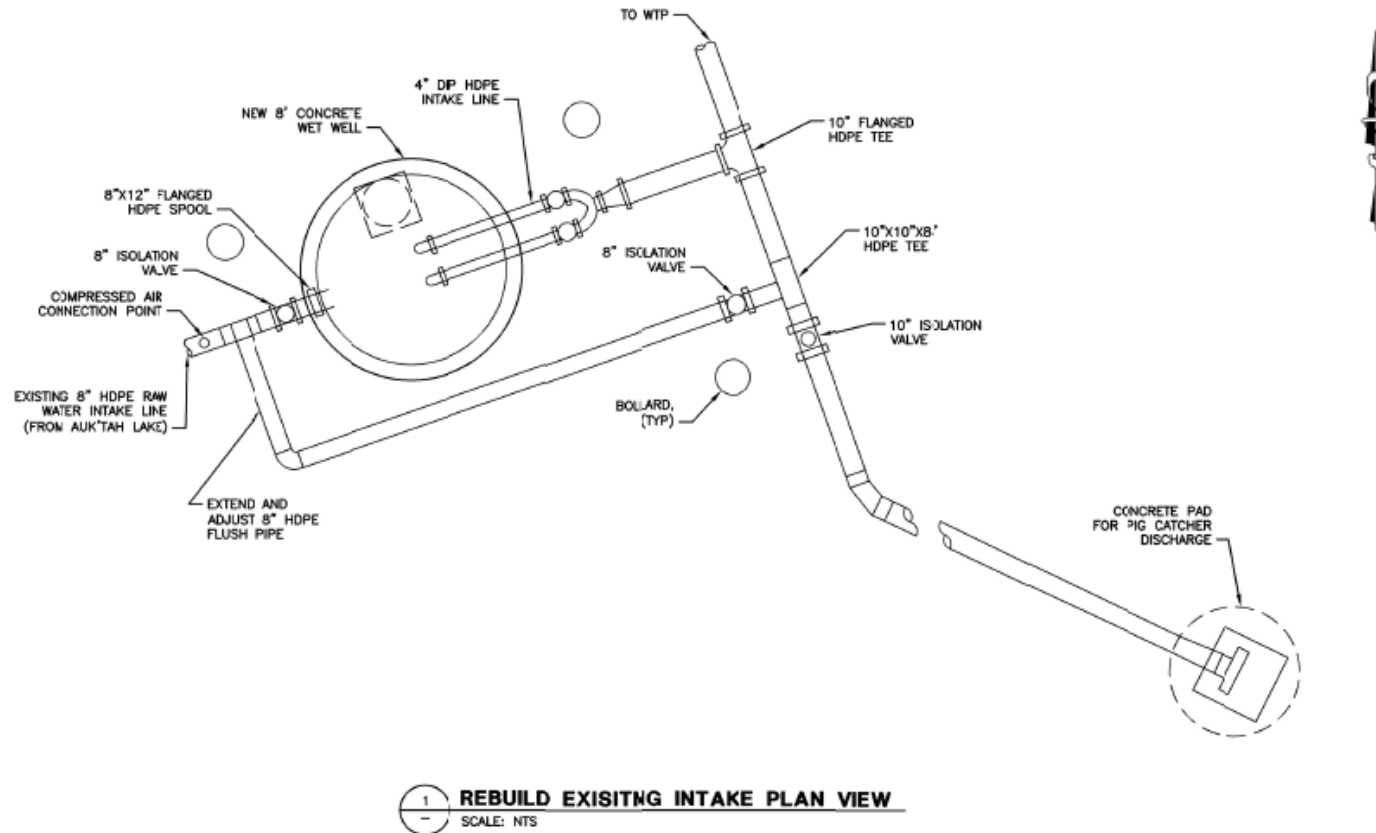 TO WTP
4" DIP HDPE
INTAKE LINE
NEW 8' CONCRETE
WET WELL
10" FLANGED
HDPE TEE
8"X12" FLANGED
HDPE SPOOL
8" ISOLATION
VALVE
COMPRESSED AIR
CONNECTION POINT
8" ISOLATION
VALVE
10"X10"X8"
HDPE TEE
10" ISOLATION
VALVE
EXISTING 8" HDPE RAW
WATER INTAKE LINE
(FROM AUK'TAH LAKE)
BOLLARD,
(TYP)
EXTEND AND
ADJUST 8" HDPE
FLUSH PIPE
CONCRETE PAD
FOR PIG CATCHER
DISCHARGE
1
-
REBUILD EXISITNG INTAKE PLAN VIEW
SCALE: NTS